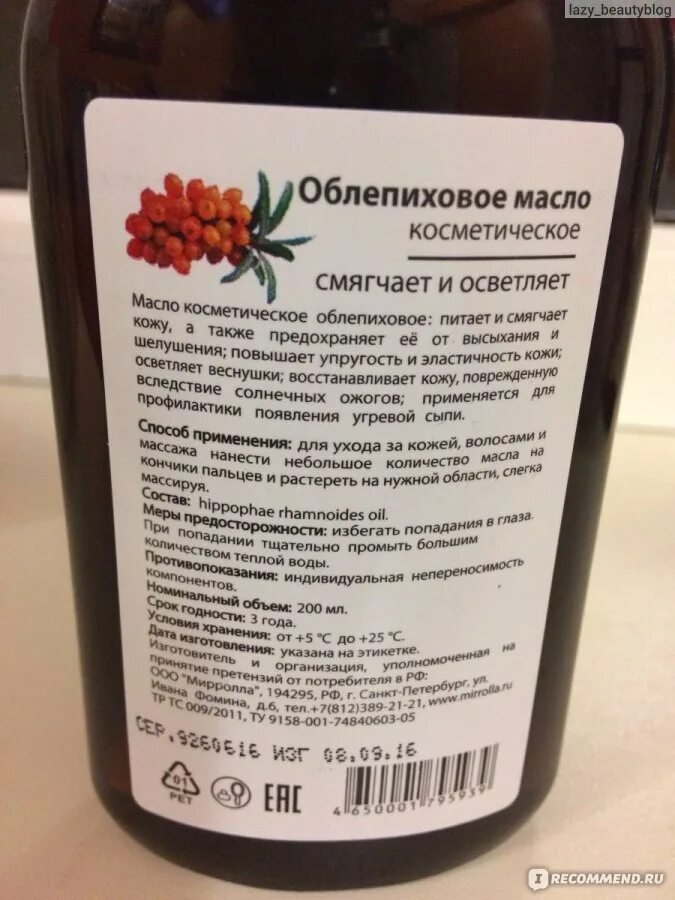 lazy_beautyblog
Облепиховое масло
косметическое
смягчает и осветляет
Масло косметическое облепиховое: питает и смягчает
кожу, а также предохраняет её от высыхания и
шелушения; повышает упругость и эластичность кожи;
осветляет веснушки; восстанавливает кожу, поврежденную
вследствие солнечных ожогов; применяется для
профилактики появления угревой сыпи.
Способ применения: для ухода за кожей, волосами и
массажа нанести небольшое количество масла на
кончики пальцев и растереть на нужной области, слегка
массируя.
Состав: hippophae rhamnoides oil.
Меры предосторожности: избегать попадания в глаза.
При попадании тщательно промыть большим
количеством теплой воды.
Противопоказания: индивидуальная непереносимость
компонентов.
Номинальный объем: 200 мл.
Срок годности: 3 года.
Условия хранения: от +5 °С до +25 °С.
Дата изготовления: указана на этикетке.
Изготовитель и организация, уполномоченная на
принятие претензий от потребителя в РФ:
ООО "Мирролла", 194295, РФ, г. Санкт-Петербург, ул.
Ивана Фомина, д.6, тел.+7(812)389-21-21, www.mirrolla.ru
ТР ТС 009/2011, ТУ 9158-001-74840603-05
СЕР.9260616 ИЗГ 08.09.16
01
PET
EAC
4 650001 795939
IRECOMMEND.RU